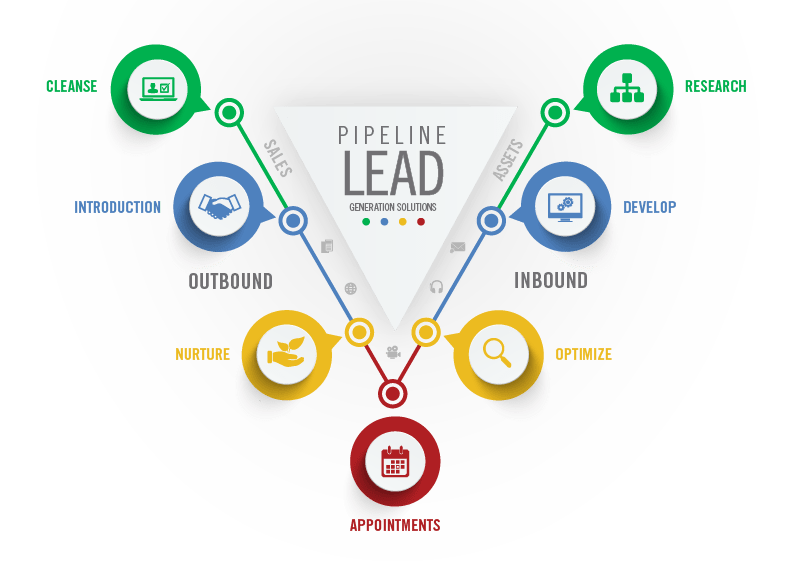 CLEANSE
RESEARCH
SALES
ASSETS
PIPELINE
LEAD
GENERATION SOLUTIONS
INTRODUCTION
DEVELOP
OUTBOUND
INBOUND
NURTURE
OPTIMIZE
APPOINTMENTS